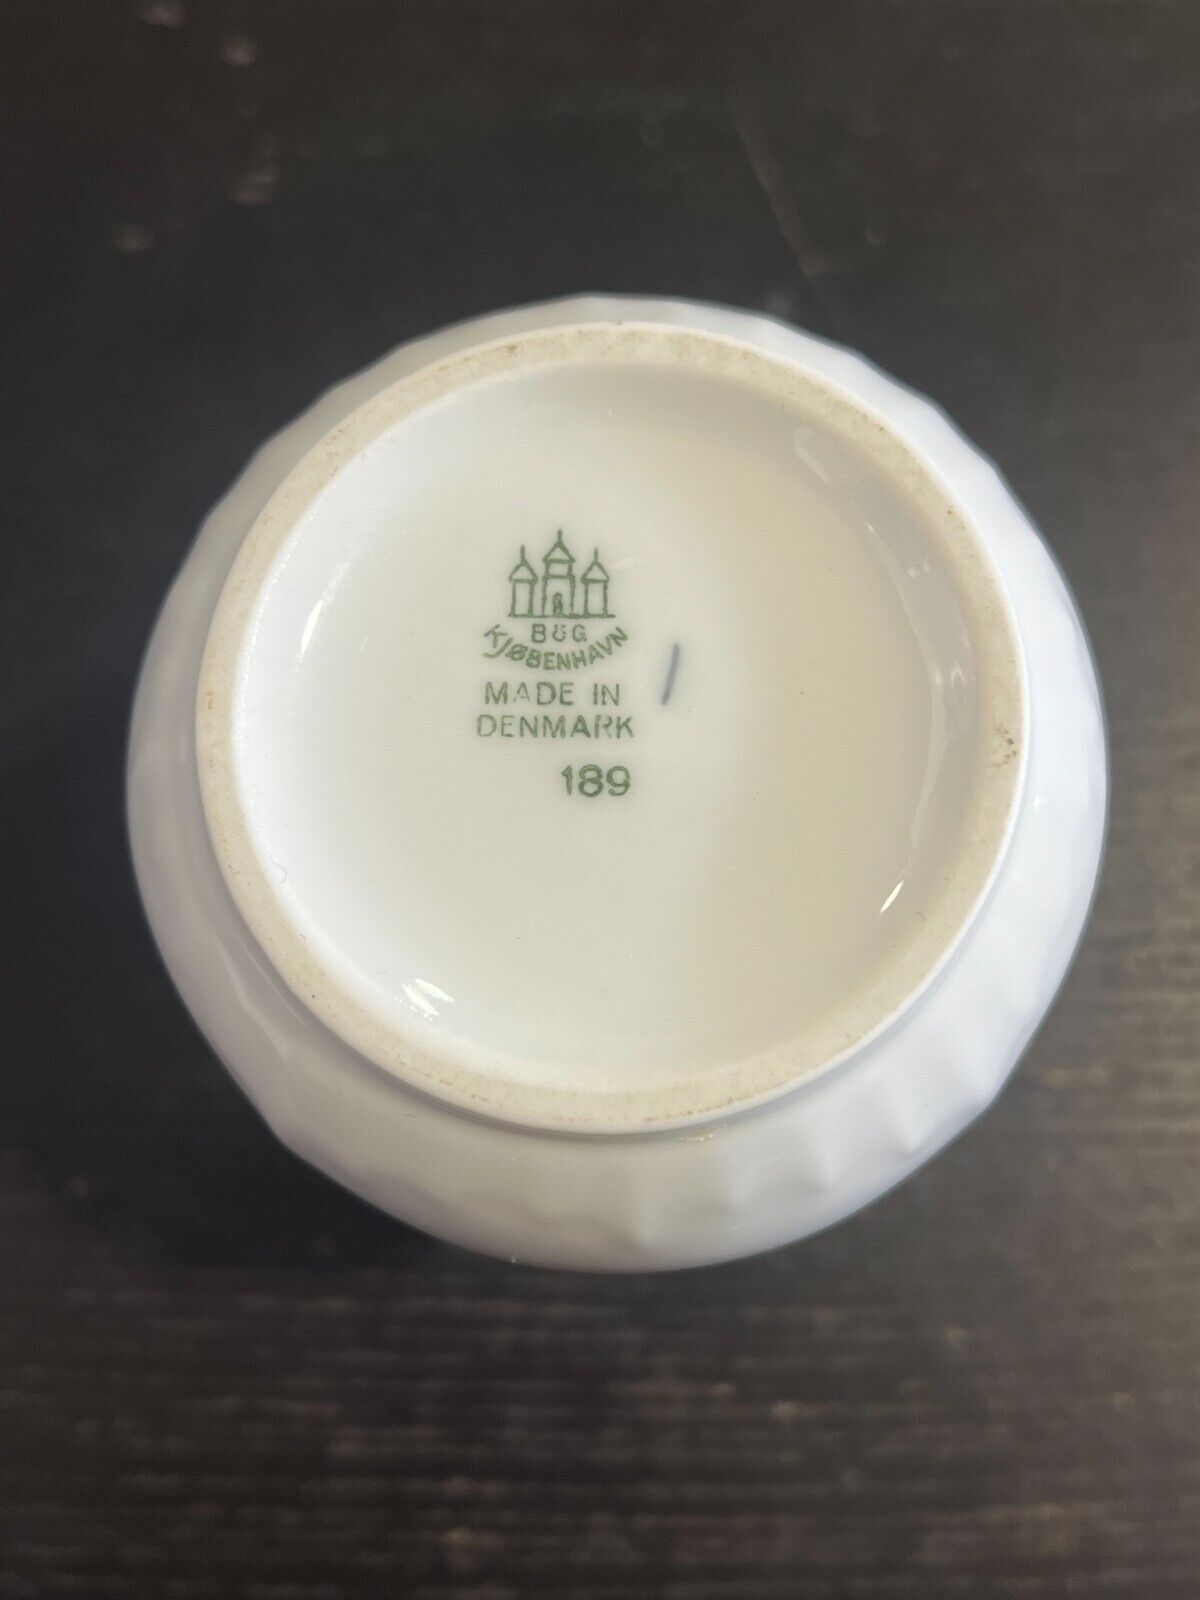 B&G
KJØBENHAVN
MADE IN
DENMARK
189